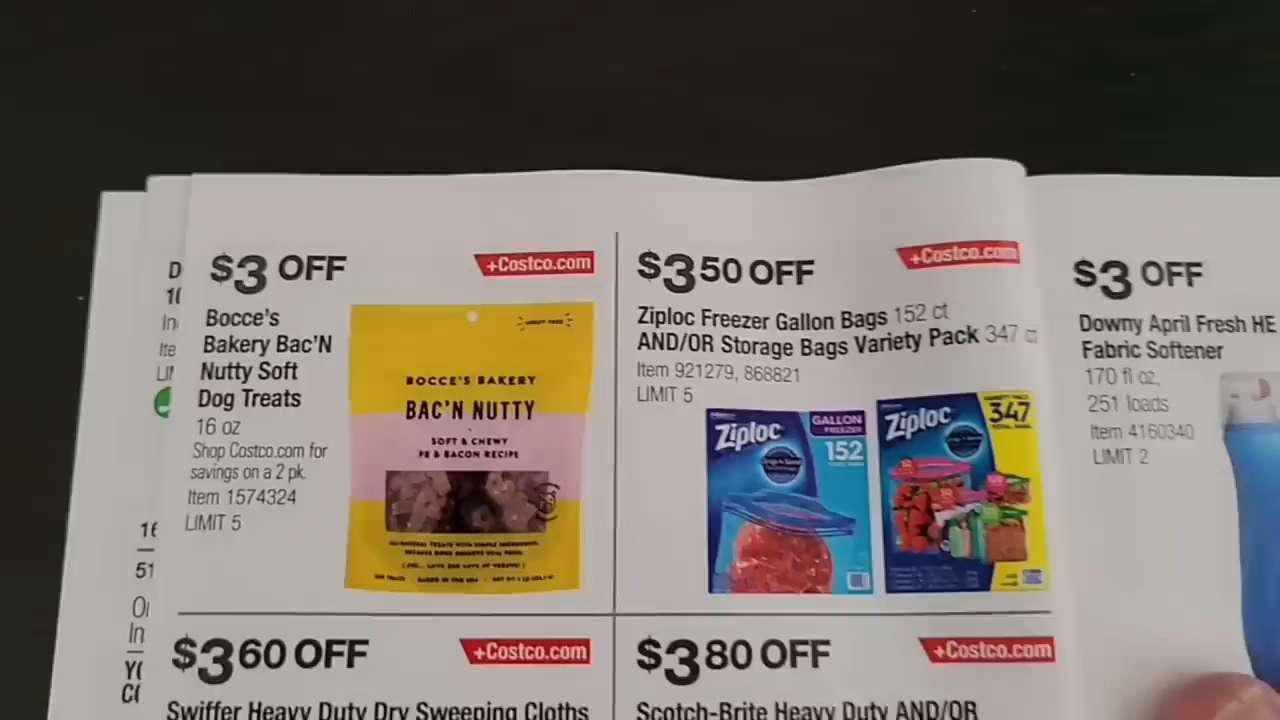 $3 OFF
+Costco.com
Bocce's
Bakery Bac'N
Nutty Soft
Dog Treats
16 oz
Shop Costco.com for
savings on a 2 pk.
Item 1574324
LIMIT 5
BOCCE'S BAKERY
BAC'N NUTTY
SOFT & CHEWY
PB & BACON RECIPE
$3 50 OFF
+Costco.com
Ziploc Freezer Gallon Bags 152 ct
AND/OR Storage Bags Variety Pack 347 ct
Item 921279, 868821
LIMIT 5
Ziploc
GALLON
FREEZER
152
Ziploc
347
$3 OFF
Downy April Fresh HE
Fabric Softener
170 fl oz,
251 loads
Item 4160340
LIMIT 2
$3 60 OFF
+Costco.com
Swiffer Heavy Duty Dry Sweeping Cloths
$3 80 OFF
+Costco.com
Scotch-Brite Heavy Duty AND/OR